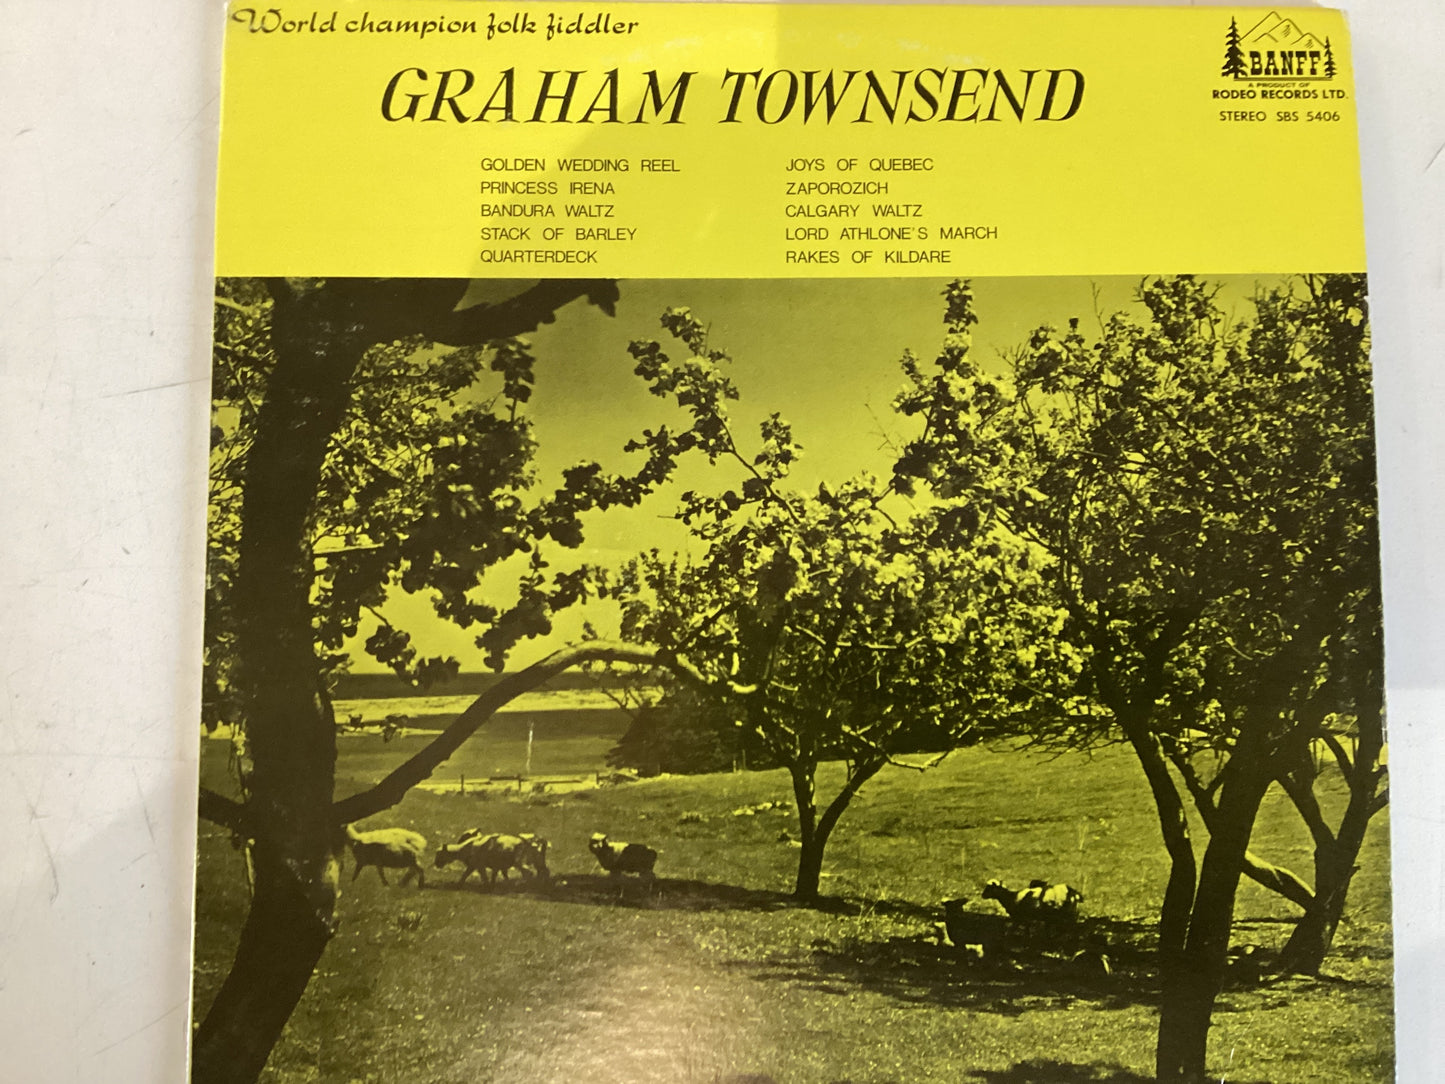 World champion folk fiddler
GRAHAM TOWNSEND
BANFF
A PRODUCT OF
RODEO RECORDS LTD.
STEREO SBS 5406
GOLDEN WEDDING REEL
PRINCESS IRENA
BANDURA WALTZ
STACK OF BARLEY
QUARTERDECK
JOYS OF QUEBEC
ZAPOROZICH
CALGARY WALTZ
LORD ATHLONE'S MARCH
RAKES OF KILDARE